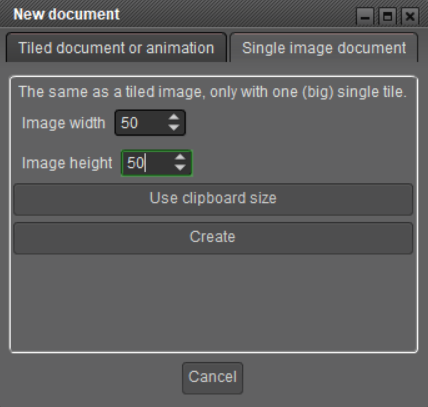 New document
Tiled document or animation
Single image document
The same as a tiled image, only with one (big) single tile.
Image width 50
Image height 50
Use clipboard size
Create
Cancel